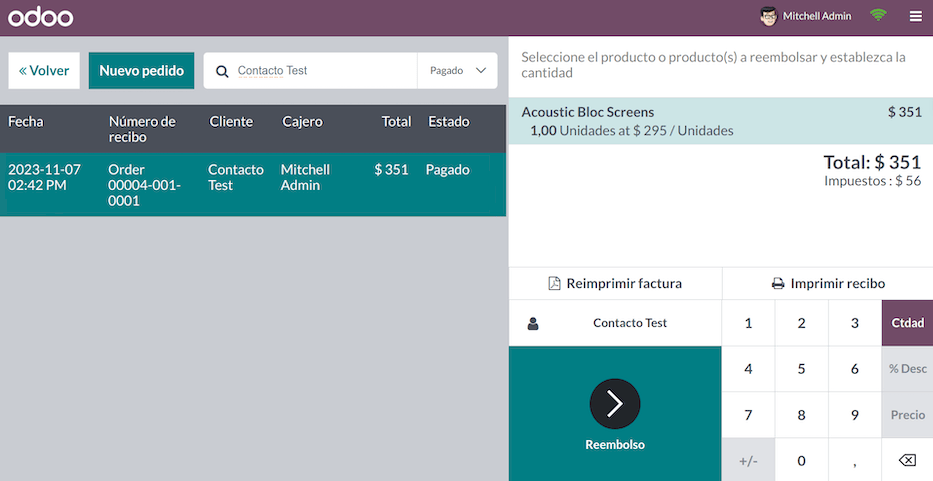 odoo
Mitchell Admin
« Volver
Nuevo pedido
Contacto Test
Pagado
Fecha
Número de
recibo
Cliente
Cajero
Total
Estado
2023-11-07
02:42 PM
Order
00004-001-
0001
Contacto
Test
Mitchell
Admin
$ 351
Pagado
Seleccione el producto o producto(s) a reembolsar y establezca la
cantidad
Acoustic Bloc Screens $ 351
1,00 Unidades at $ 295 / Unidades
Total: $ 351
Impuestos : $ 56
Reimprimir factura
Imprimir recibo
Contacto Test
Reembolso
1 2 3 Ctdad
4 5 6 % Desc
7 8 9 Precio
+/- 0 ,